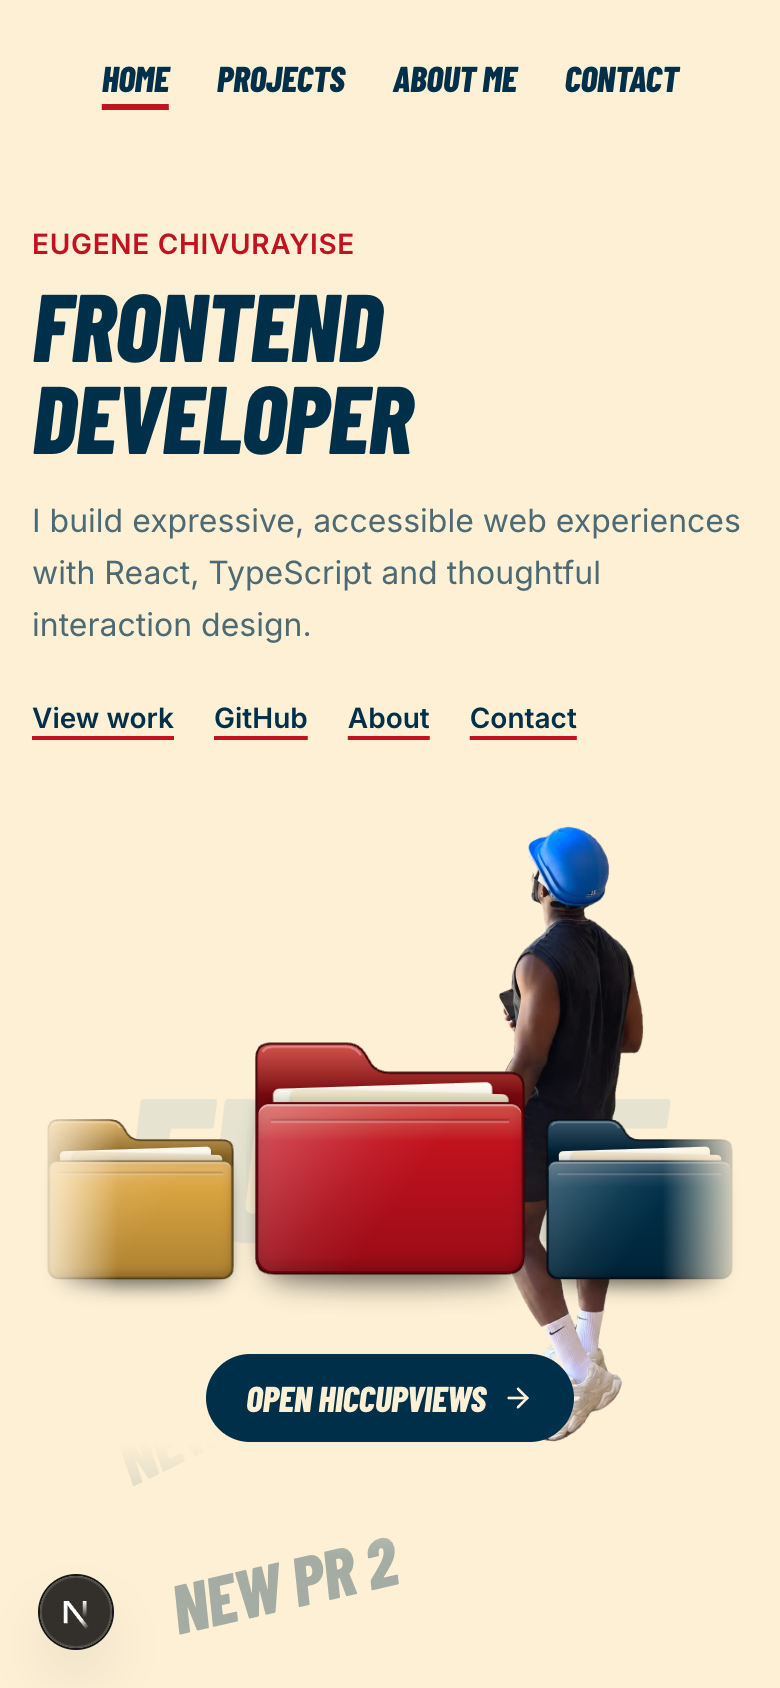 HOME PROJECTS ABOUT ME CONTACT
EUGENE CHIVURAYISE
FRONTEND
DEVELOPER
I build expressive, accessible web experiences
with React, TypeScript and thoughtful
interaction design.
View work GitHub About Contact
OPEN HICCUPVIEWS →
NEW PR 2
N